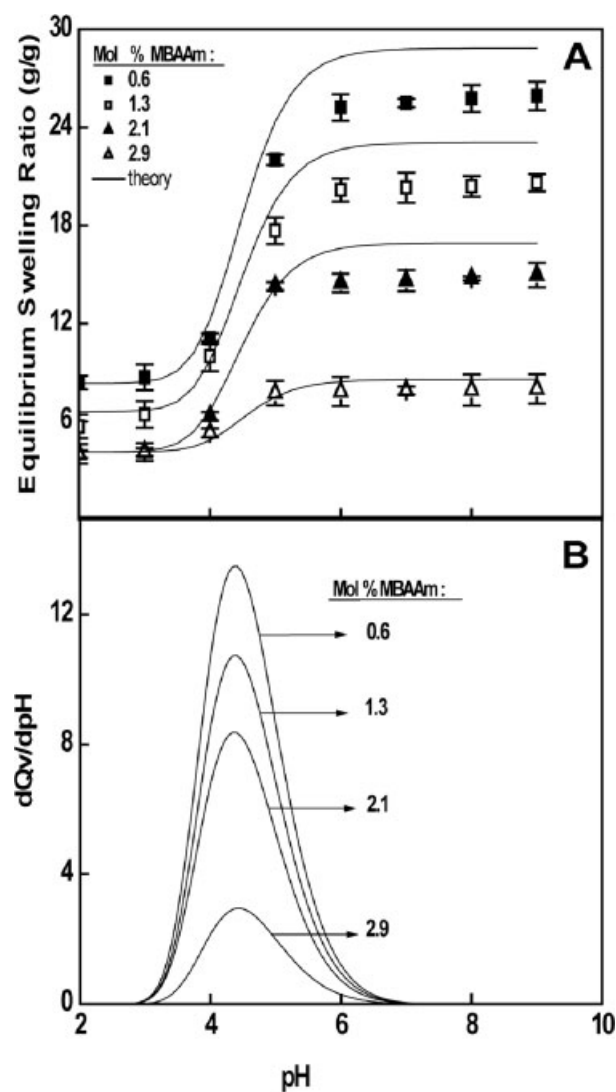 30
A
Mol % MBAAm :
0.6
24
1.3
2.1
2.9
theory
18
12
6
Equilibrium Swelling Ratio (g/g)
B
Mol % MBAAm :
12
0.6
1.3
8
2.1
4
2.9
0
dQv/dpH
2 4 6 8 10
pH